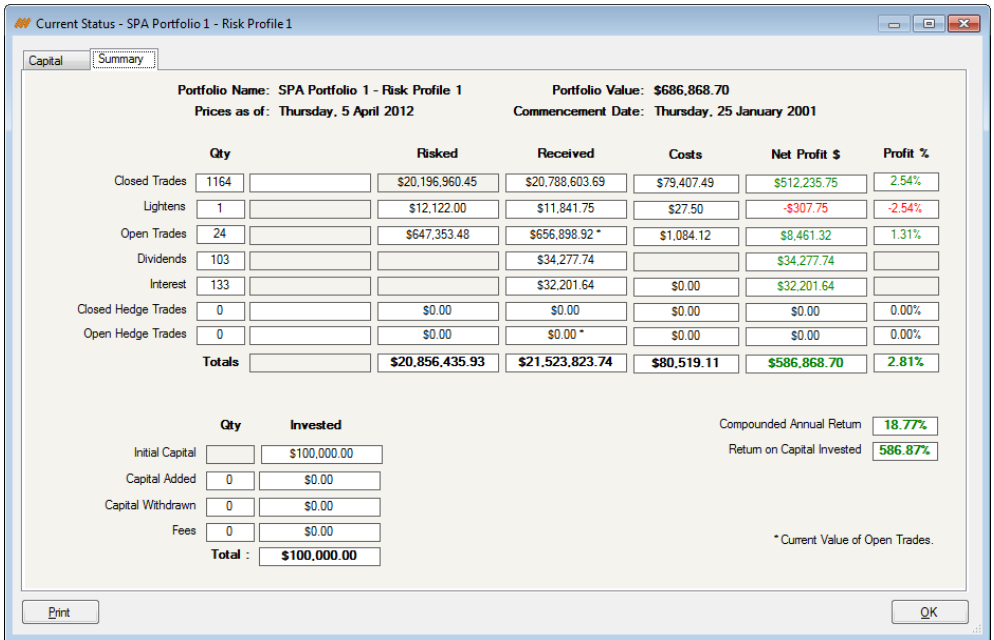 Current Status - SPA Portfolio 1 - Risk Profile 1
Capital Summary
Portfolio Name: SPA Portfolio 1 - Risk Profile 1 Portfolio Value: $686,868.70
Prices as of: Thursday, 5 April 2012 Commencement Date: Thursday, 25 January 2001
Qty Risked Received Costs Net Profit $ Profit %
Closed Trades 1164 $20,196,960.45 $20,788,603.69 $79,407.49 $512,235.75 2.54%
Lightens 1 $12,122.00 $11,841.75 $27.50 -$307.75 -2.54%
Open Trades 24 $647,353.48 $656,898.92 * $1,084.12 $8,461.32 1.31%
Dividends 103 $34,277.74 $34,277.74
Interest 133 $32,201.64 $0.00 $32,201.64
Closed Hedge Trades 0 $0.00 $0.00 $0.00 $0.00 0.00%
Open Hedge Trades 0 $0.00 $0.00 * $0.00 $0.00 0.00%
Totals $20,856,435.93 $21,523,823.74 $80,519.11 $586,868.70 2.81%
Qty Invested Compounded Annual Return 18.77%
Initial Capital $100,000.00 Return on Capital Invested 586.87%
Capital Added 0 $0.00
Capital Withdrawn 0 $0.00
Fees 0 $0.00
* Current Value of Open Trades.
Total : $100,000.00
Print OK